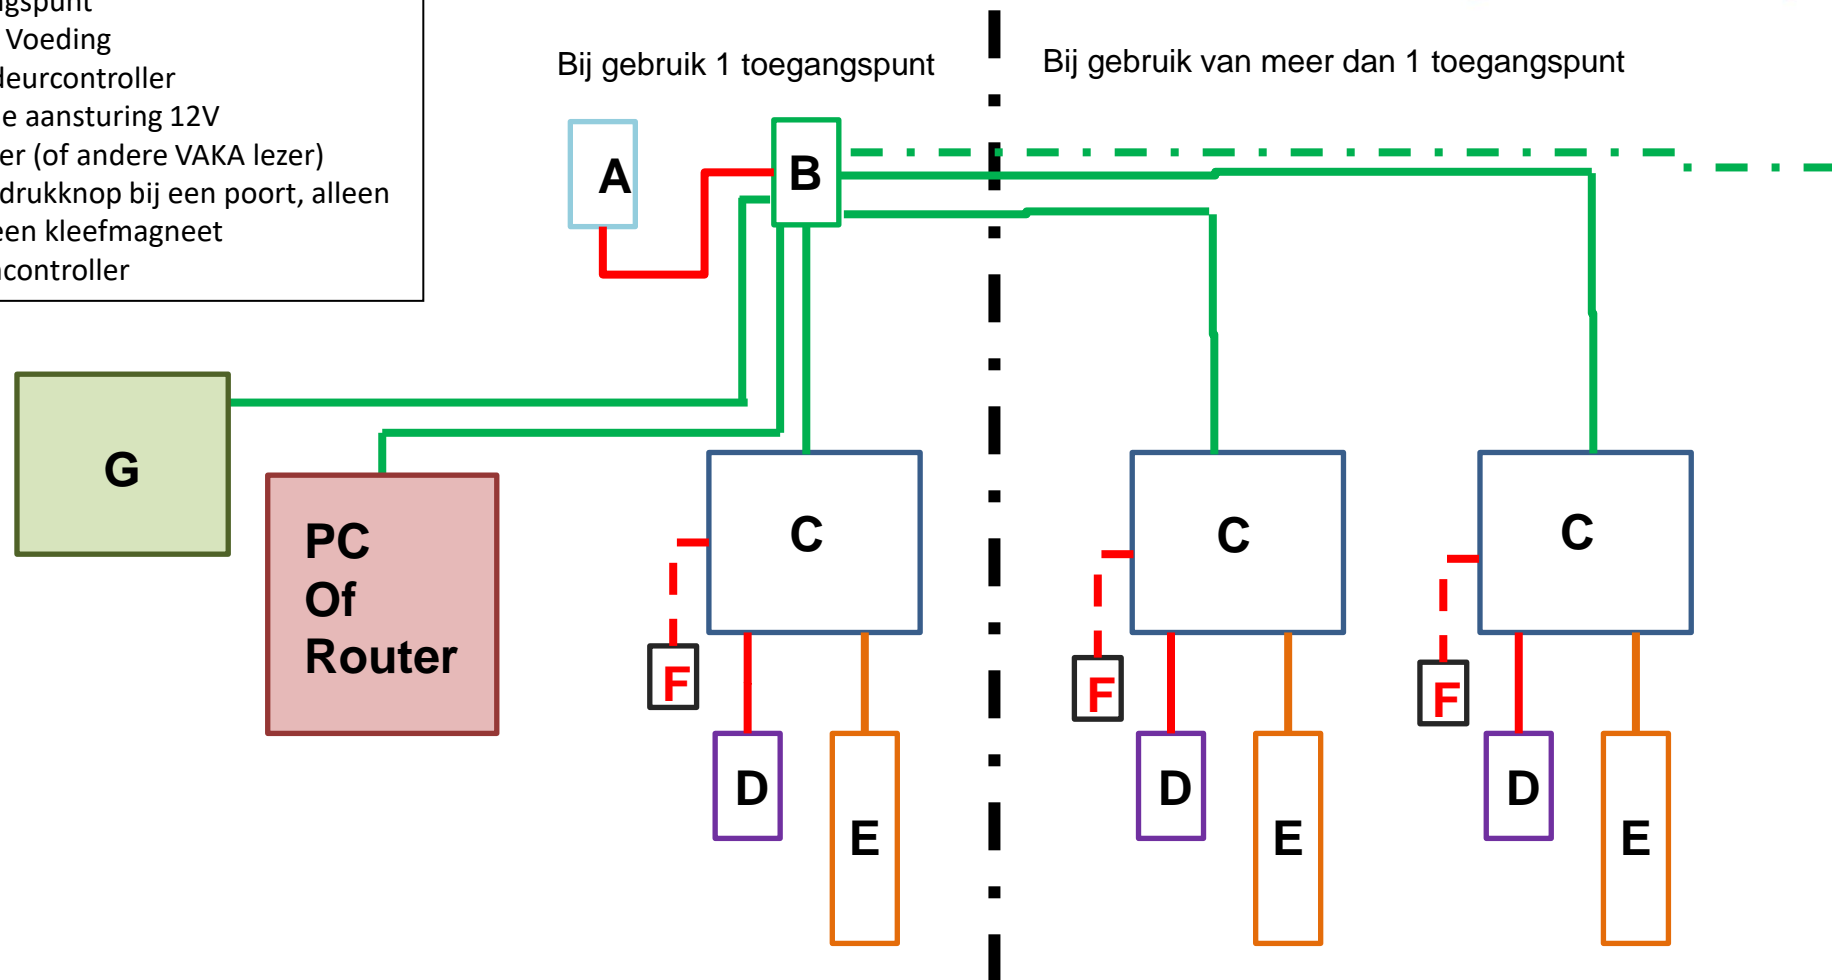 gspunt
Voeding
deurcontroller
e aansturing 12V
er (of andere VAKA lezer)
drukknop bij een poort, alleen
een kleefmagneet
controller
Bij gebruik 1 toegangspunt
Bij gebruik van meer dan 1 toegangspunt
A
B
G
PC
Of
Router
C
C
C
F
F
F
D
E
D
E
D
E